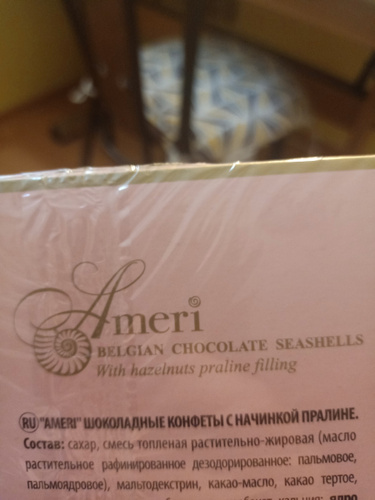 Ameri
BELGIAN CHOCOLATE SEASHELLS
With hazelnuts praline filling
RU "AMERI" ШОКОЛАДНЫЕ КОНФЕТЫ С НАЧИНКОЙ ПРАЛИНЕ.
Состав: сахар, смесь топленая растительно-жировая (масло
растительное рафинированное дезодорированное: пальмовое,
пальмоядровое), мальтодекстрин, какао-масло, какао тертое,
ядро